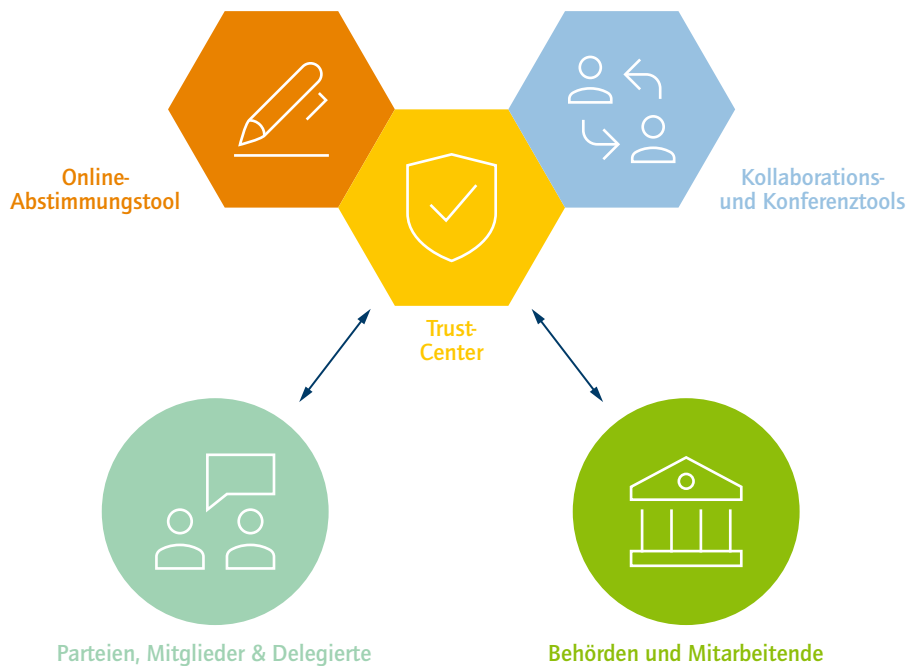 Online-
Abstimmungstool
Kollaborations-
und Konferenztools
Trust-
Center
Parteien, Mitglieder & Delegierte
Behörden und Mitarbeitende